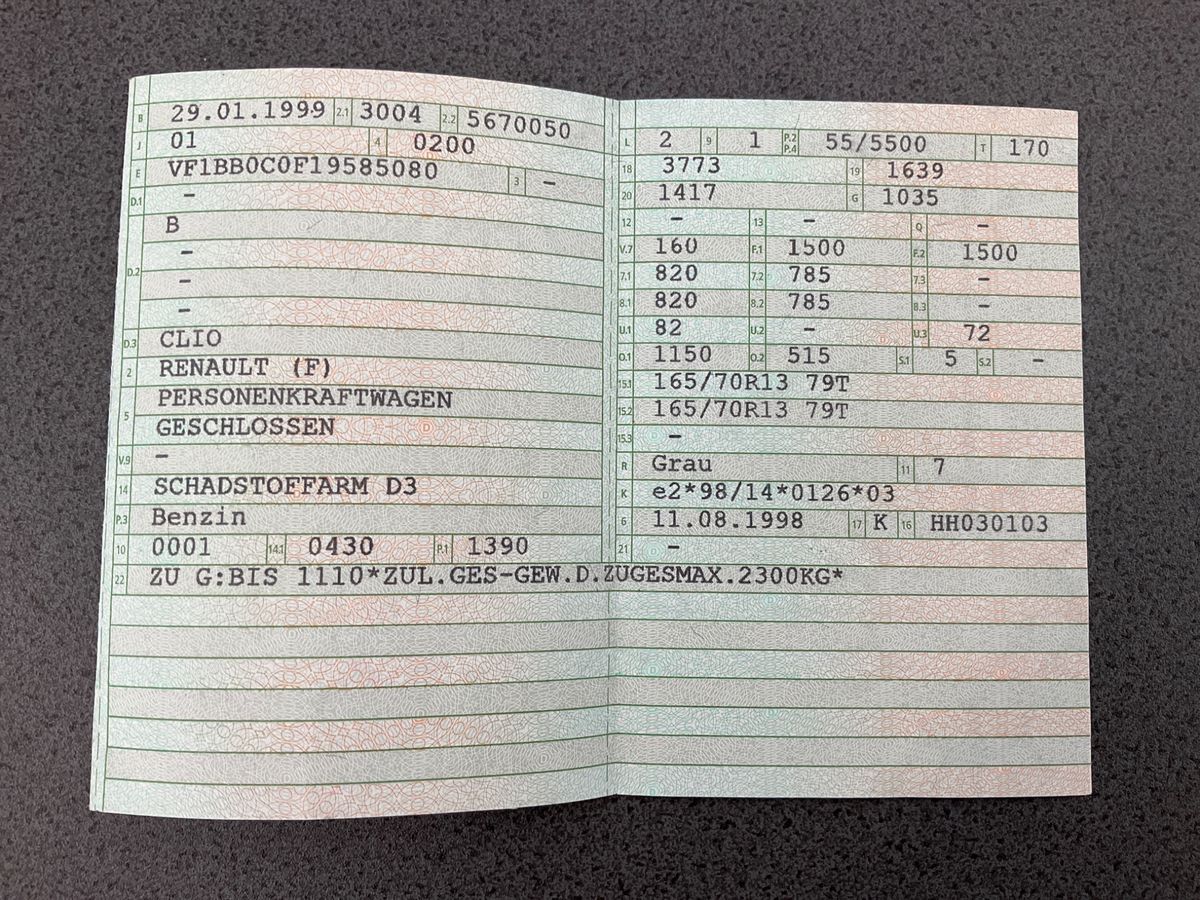 B 29.01.1999 2.1 3004 2.2 5670050
J 01 4 0200
E VF1BB0C0F19585080 3 –
D.1 –
B
D.2 –
–
–
D.3 CLIO
2 RENAULT (F)
5 PERSONENKRAFTWAGEN
GESCHLOSSEN
V.9 –
14 SCHADSTOFFARM D3
P.3 Benzin
10 0001 14.1 0430 P.1 1390
L 2 9 1 P.2 P.4 55/5500 T 170
18 3773 19 1639
20 1417 G 1035
12 – 13 – Q –
V.7 160 F.1 1500 F.2 1500
7.1 820 7.2 785 7.3 –
8.1 820 8.2 785 8.3 –
U.1 82 U.2 – U.3 72
O.1 1150 O.2 515 S.1 5 S.2 –
15.1 165/70R13 79T
15.2 165/70R13 79T
15.3 –
R Grau 11 7
K e2*98/14*0126*03
6 11.08.1998 17 K 16 HH030103
21 –
22 ZU G:BIS 1110*ZUL.GES-GEW.D.ZUGESMAX.2300KG*